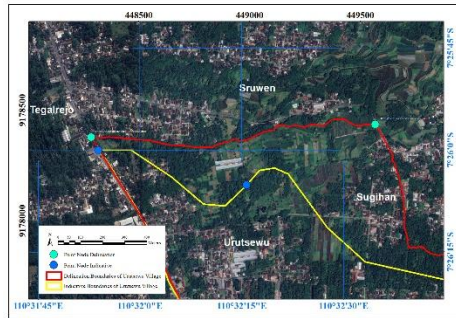 448500
449000
449500
7°25'45"S
9178500
7°26'0"S
9178000
7°26'15"S
Tegalrejo
Sruwen
Sugihan
Urutsewu
N
Point Node Delineation
Point Node Indicative
Delineation Boundaries of Urutsewu Village
Indicative Boundaries of Urutsewu Village
110°31'45"E
110°32'0"E
110°32'15"E
110°32'30"E